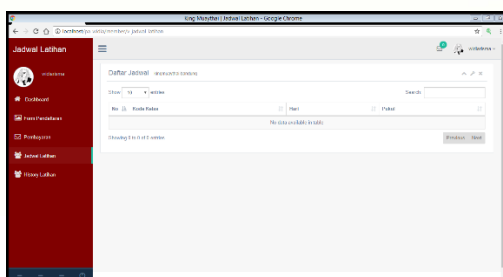 King Muaythai | Jadwal Latihan - Google Chrome
Jadwal Latihan
Daftar Jadwal
Show 10 entries
Search:
No Kode Kelas Hari Pukul
No data available in table
Showing 0 to 0 of 0 entries
Previous Next
Dashboard
Form Pendaftaran
Pembayaran
Jadwal Latihan
History Latihan